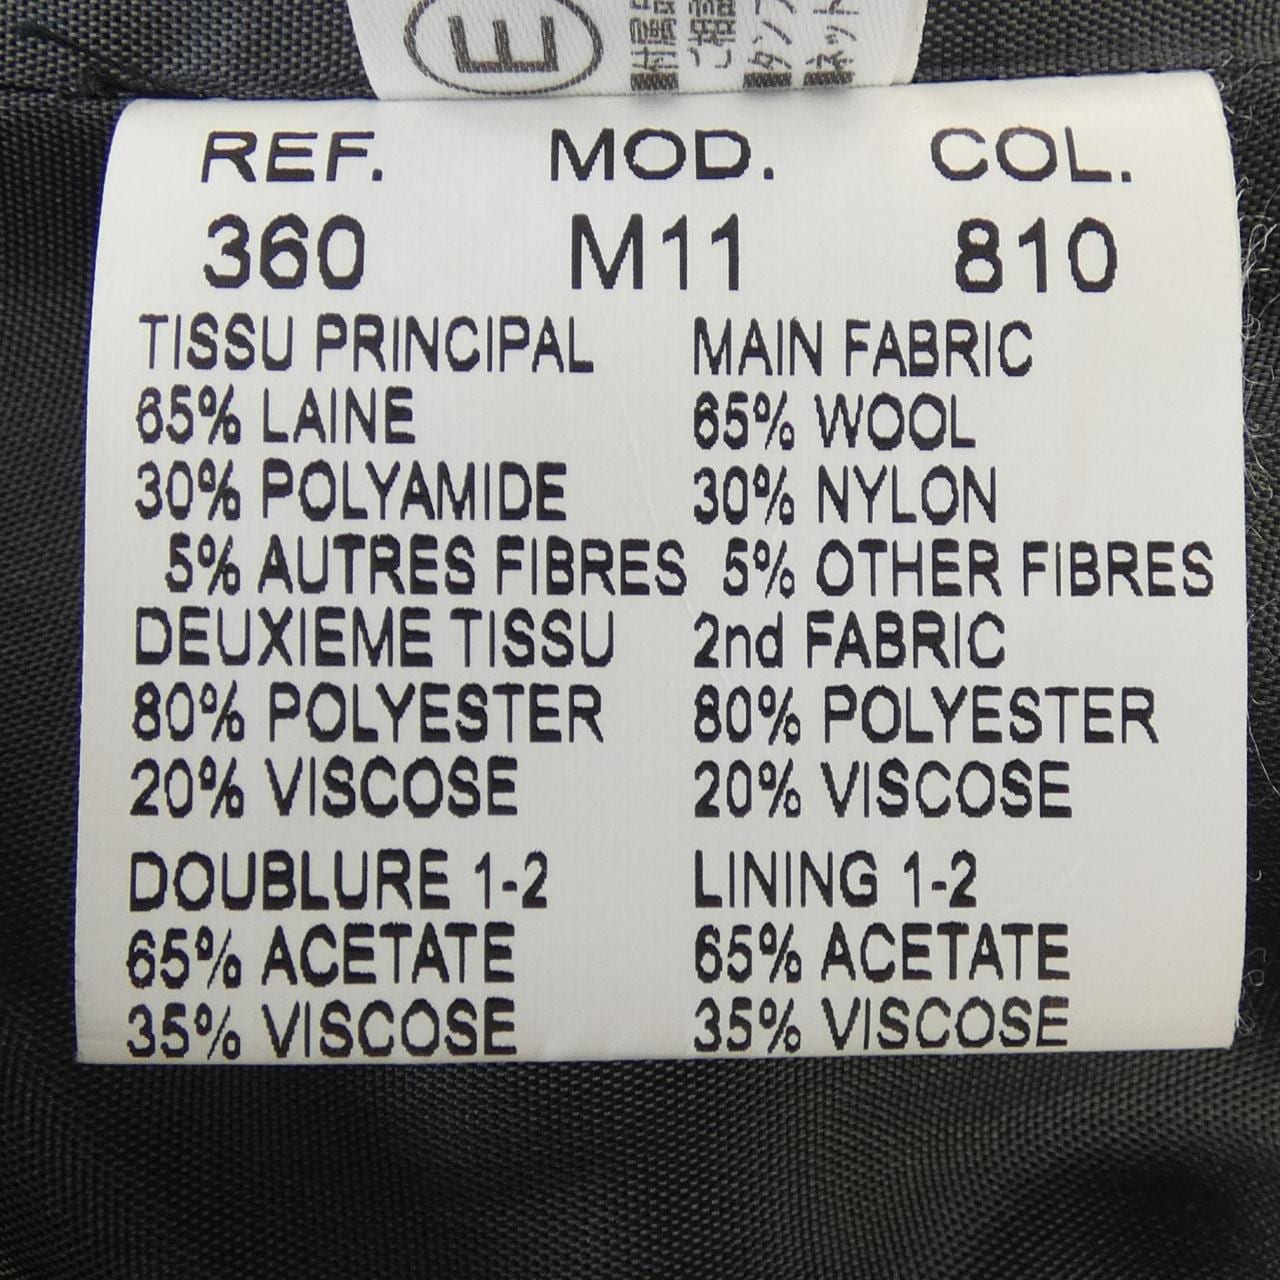 REF. MOD. COL.
360 M11 810
TISSU PRINCIPAL MAIN FABRIC
65% LAINE 65% WOOL
30% POLYAMIDE 30% NYLON
5% AUTRES FIBRES 5% OTHER FIBRES
DEUXIEME TISSU 2nd FABRIC
80% POLYESTER 80% POLYESTER
20% VISCOSE 20% VISCOSE
DOUBLURE 1-2 LINING 1-2
65% ACETATE 65% ACETATE
35% VISCOSE 35% VISCOSE